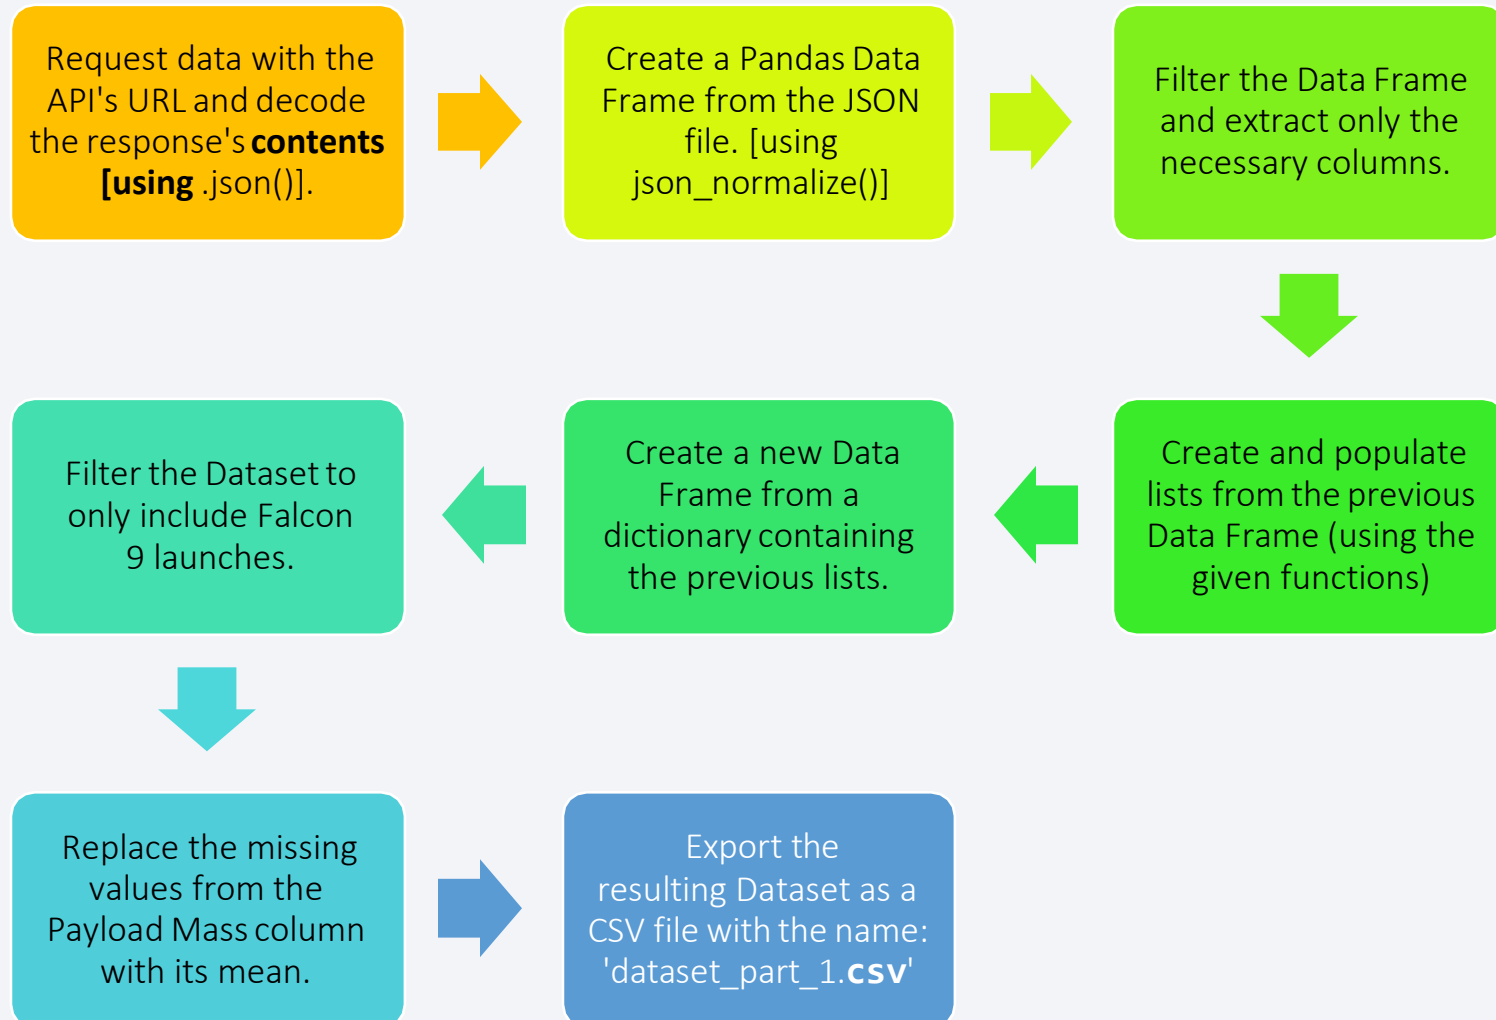 Request data with the
API's URL and decode
the response's contents
[using .json()].
Create a Pandas Data
Frame from the JSON
file. [using
json_normalize()]
Filter the Data Frame
and extract only the
necessary columns.
Create and populate
lists from the previous
Data Frame (using the
given functions)
Create a new Data
Frame from a
dictionary containing
the previous lists.
Filter the Dataset to
only include Falcon
9 launches.
Replace the missing
values from the
Payload Mass column
with its mean.
Export the
resulting Dataset as a
CSV file with the name:
'dataset_part_1.csv'